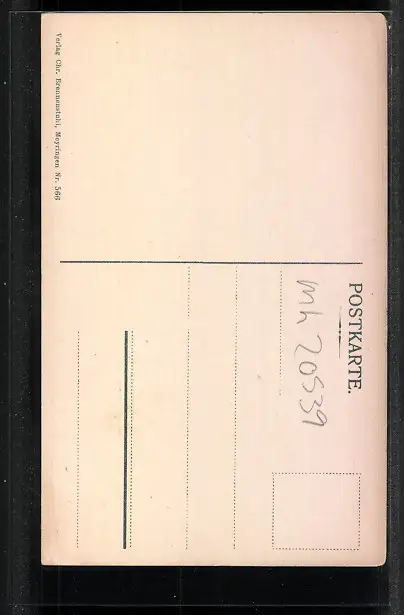 POSTKARTE.
mh 20539
Verlag Chr. Brennenstuhl, Meyringen Nr. 566